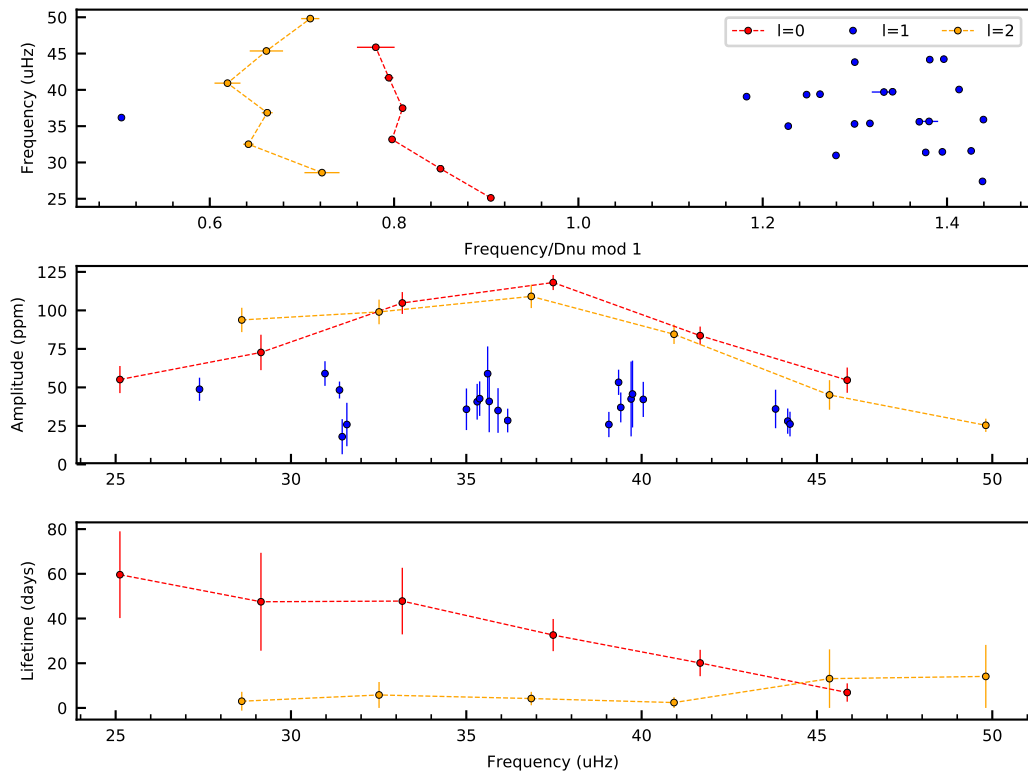 50
45
40
35
30
25
Frequency (uHz)
l=0 l=1 l=2
0.6 0.8 1.0 1.2 1.4
Frequency/Dnu mod 1
125
100
75
50
25
0
Amplitude (ppm)
25 30 35 40 45 50
80
60
40
20
0
Lifetime (days)
25 30 35 40 45 50
Frequency (uHz)